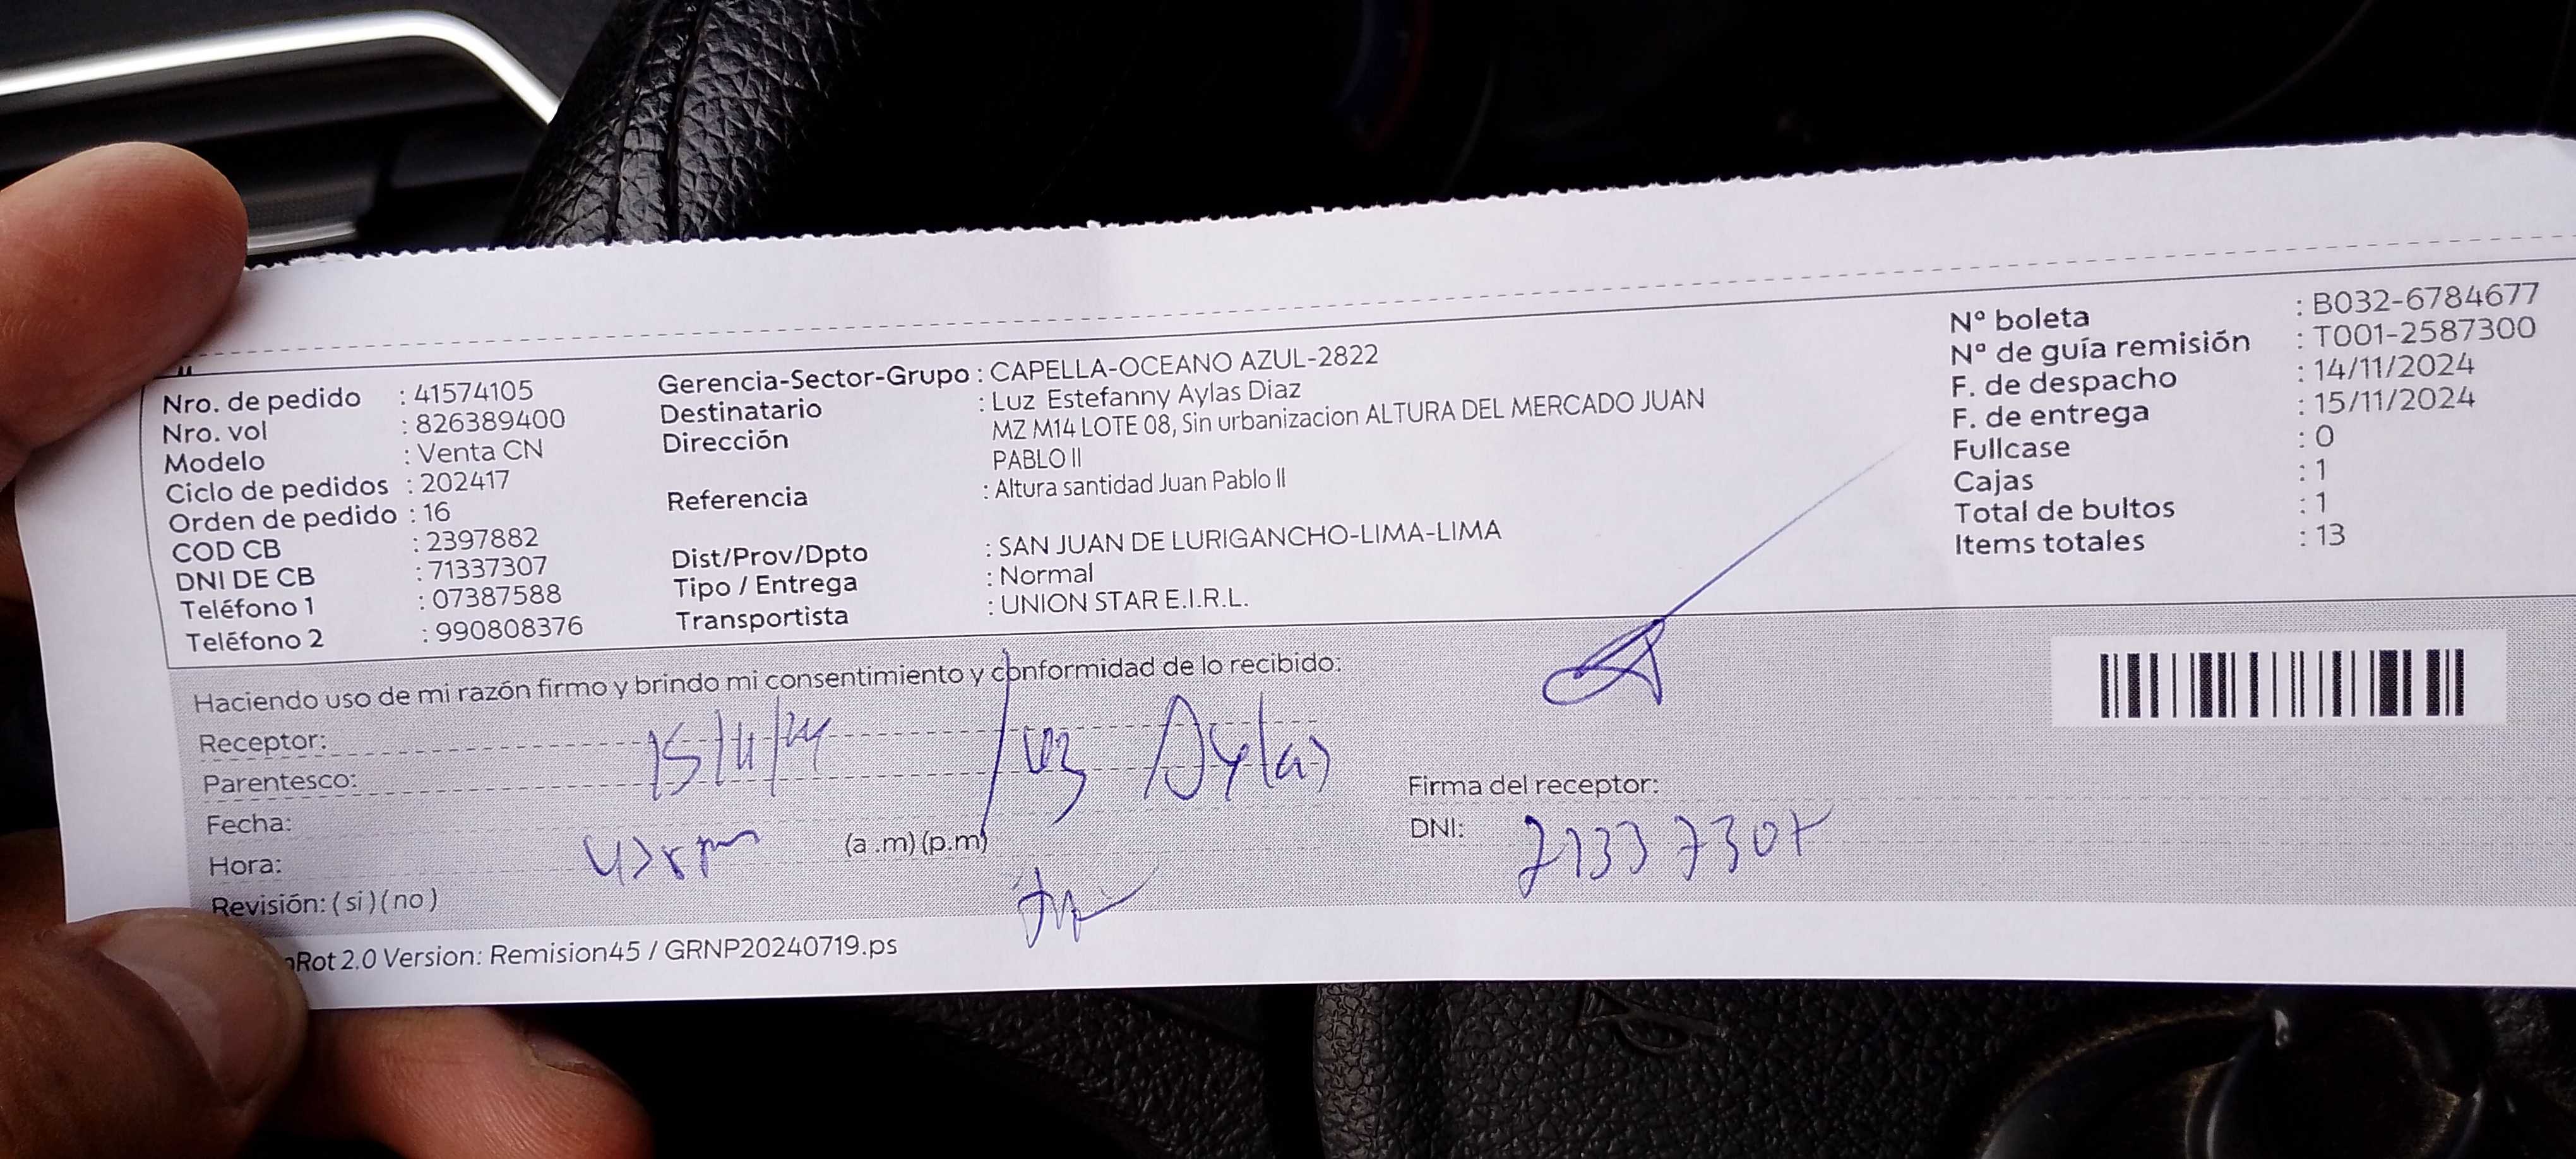 Nro. de pedido : 41574105
Nro. vol : 826389400
Modelo : Venta CN
Ciclo de pedidos : 202417
Orden de pedido : 16
COD CB : 2397882
DNI DE CB : 71337307
Teléfono 1 : 07387588
Teléfono 2 : 990808376
Gerencia-Sector-Grupo : CAPELLA-OCEANO AZUL-2822
Destinatario : Luz Estefanny Aylas Diaz
Dirección MZ M14 LOTE 08, Sin urbanizacion ALTURA DEL MERCADO JUAN
PABLO II
Referencia : Altura santidad Juan Pablo II
Dist/Prov/Dpto : SAN JUAN DE LURIGANCHO-LIMA-LIMA
Tipo / Entrega : Normal
Transportista : UNION STAR E.I.R.L.
Nº boleta : B032-6784677
Nº de guía remisión : T001-2587300
F. de despacho : 14/11/2024
F. de entrega : 15/11/2024
Fullcase : 0
Cajas : 1
Total de bultos : 1
Items totales : 13
Haciendo uso de mi razón firmo y brindo mi consentimiento y conformidad de lo recibido:
Receptor:
Parentesco: 15/11/24 Luz Aylas
Fecha:
Hora: (a.m) (p.m)
Revisión: ( si ) ( no )
Firma del receptor:
DNI: 71337307
Rot 2.0 Version: Remision45 / GRNP20240719.ps